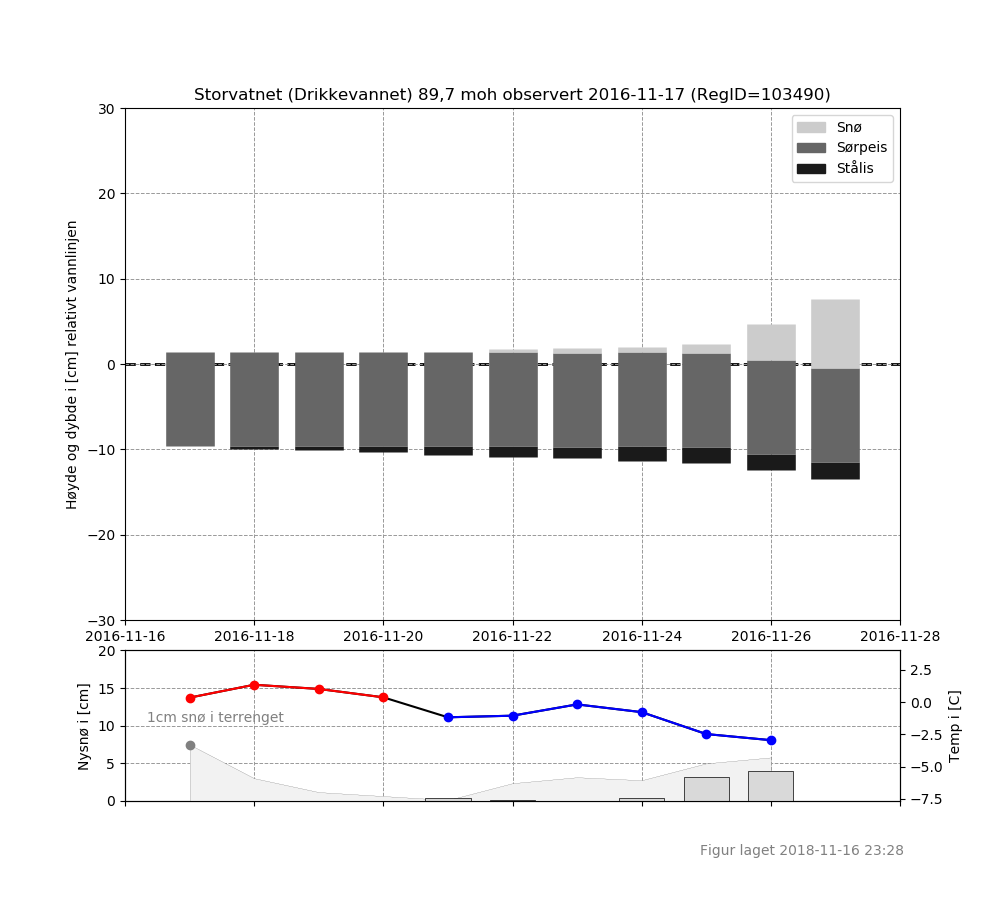 Storvatnet (Drikkevannet) 89,7 moh observert 2016-11-17 (RegID=103490)
Høyde og dybde i [cm] relativt vannlinjen
30
20
10
0
−10
−20
−30
Snø
Sørpeis
Stålis
2016-11-16 2016-11-18 2016-11-20 2016-11-22 2016-11-24 2016-11-26 2016-11-28
Nysnø i [cm]
20
15
10
5
0
1cm snø i terrenget
2.5
0.0
−2.5
−5.0
−7.5
Temp i [C]
Figur laget 2018-11-16 23:28